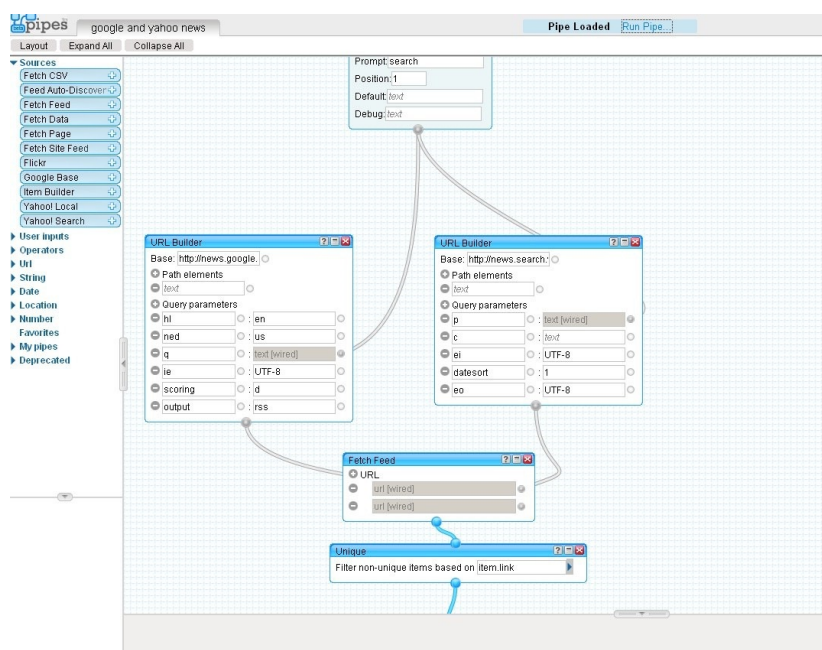 pipes
google and yahoo news
Pipe Loaded Run Pipe...
Layout Expand All Collapse All
Sources
Fetch CSV
Feed Auto-Discover
Fetch Feed
Fetch Data
Fetch Page
Fetch Site Feed
Flickr
Google Base
Item Builder
Yahoo! Local
Yahoo! Search
User inputs
Operators
Url
String
Date
Location
Number
Favorites
My pipes
Deprecated
Prompt: search
Position: 1
Default: text
Debug: text
URL Builder
Base: http://news.google.
Path elements
text
Query parameters
hl : en
ned : us
q : text [wired]
ie : UTF-8
scoring : d
output : rss
URL Builder
Base: http://news.search.
Path elements
text
Query parameters
p : text [wired]
c : text
ei : UTF-8
datesort : 1
eo : UTF-8
Fetch Feed
URL
url [wired]
url [wired]
Unique
Filter non-unique items based on item.link